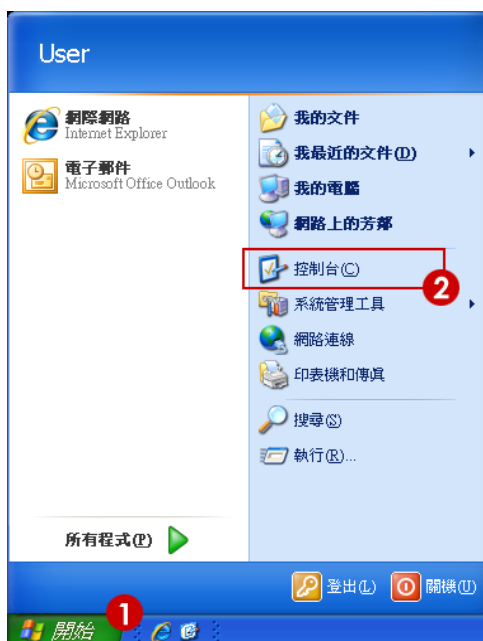 User
網際網路
Internet Explorer
電子郵件
Microsoft Office Outlook
所有程式(P)
我的文件
我最近的文件(D)
我的電腦
網路上的芳鄰
控制台(C)
2
系統管理工具
網路連線
印表機和傳真
搜尋(S)
執行(R)...
登出(L)
關機(U)
1
開始